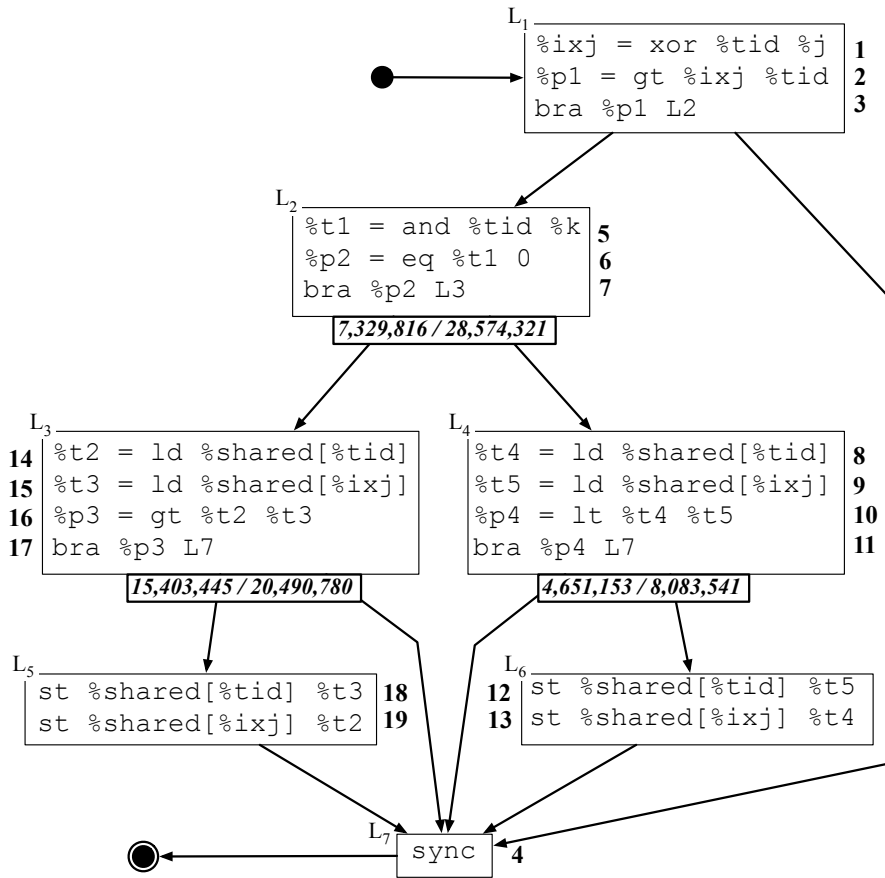 L1
%ixj = xor %tid %j 1
%p1 = gt %ixj %tid 2
bra %p1 L2 3
L2
%t1 = and %tid %k 5
%p2 = eq %t1 0 6
bra %p2 L3 7
7,329,816 / 28,574,321
L3
14 %t2 = ld %shared[%tid]
15 %t3 = ld %shared[%ixj]
16 %p3 = gt %t2 %t3
17 bra %p3 L7
15,403,445 / 20,490,780
L4
%t4 = ld %shared[%tid] 8
%t5 = ld %shared[%ixj] 9
%p4 = lt %t4 %t5 10
bra %p4 L7 11
4,651,153 / 8,083,541
L5
st %shared[%tid] %t3 18
st %shared[%ixj] %t2 19
L6
12 st %shared[%tid] %t5
13 st %shared[%ixj] %t4
L7
sync 4